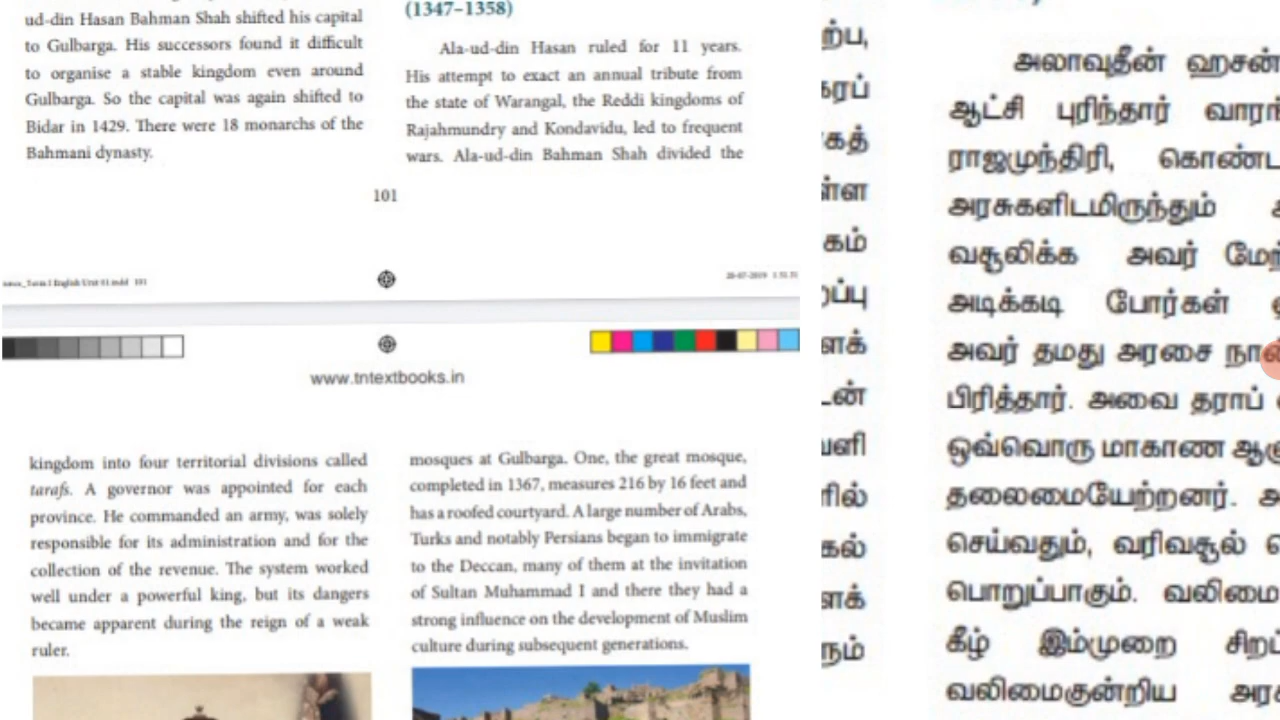 ud-din Hasan Bahman Shah shifted his capital
to Gulbarga. His successors found it difficult
to organise a stable kingdom even around
Gulbarga. So the capital was again shifted to
Bidar in 1429. There were 18 monarchs of the
Bahmani dynasty.
(1347–1358)
Ala-ud-din Hasan ruled for 11 years.
His attempt to exact an annual tribute from
the state of Warangal, the Reddi kingdoms of
Rajahmundry and Kondavidu, led to frequent
wars. Ala-ud-din Bahman Shah divided the
101
www.tntextbooks.in
kingdom into four territorial divisions called
tarafs. A governor was appointed for each
province. He commanded an army, was solely
responsible for its administration and for the
collection of the revenue. The system worked
well under a powerful king, but its dangers
became apparent during the reign of a weak
ruler.
mosques at Gulbarga. One, the great mosque,
completed in 1367, measures 216 by 16 feet and
has a roofed courtyard. A large number of Arabs,
Turks and notably Persians began to immigrate
to the Deccan, many of them at the invitation
of Sultan Muhammad I and there they had a
strong influence on the development of Muslim
culture during subsequent generations.
அலாவுதீன் ஹசன்
ஆட்சி புரிந்தார்
ராஜமுந்திரி,
அரசுகளிடமிருந்தும்
வசூலிக்க அவர்
அடிக்கடி போர்கள்
அவர் தமது அரசை
பிரித்தார். அவை தராப்
ஒவ்வொரு மாகாண
தலைமையேற்றனர்.
செய்வதும், வரிவசூல்
பொறுப்பாகும். வலிமை
கீழ் இம்முறை
வலிமைகுன்றிய